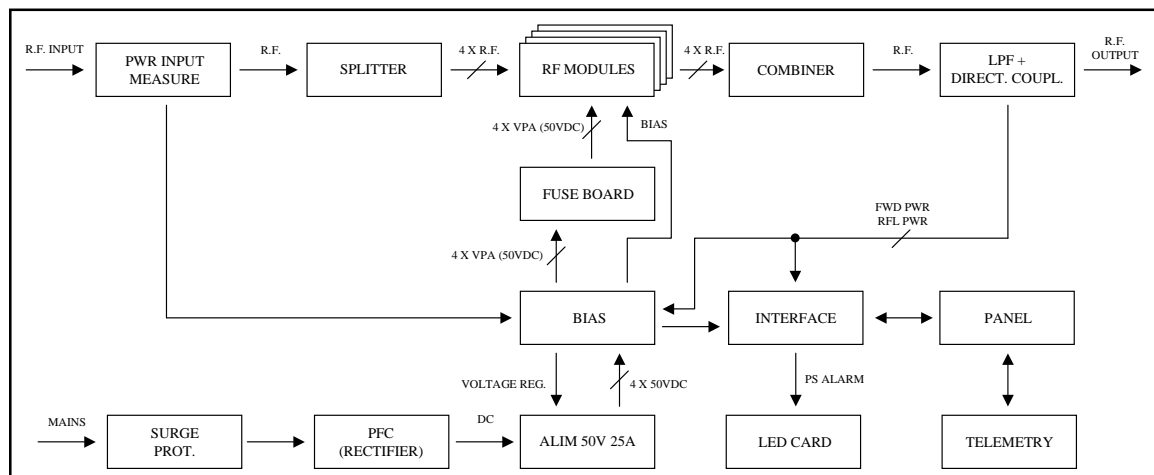 R.F. INPUT
PWR INPUT
MEASURE
R.F.
SPLITTER
4 X R.F.
RF MODULES
4 X R.F.
COMBINER
R.F.
LPF +
DIRECT. COUPL.
R.F.
OUTPUT
4 X VPA (50VDC)
BIAS
FUSE BOARD
FWD PWR
RFL PWR
4 X VPA (50VDC)
BIAS
INTERFACE
PANEL
VOLTAGE REG.
4 X 50VDC
PS ALARM
MAINS
SURGE
PROT.
PFC
(RECTIFIER)
DC
ALIM 50V 25A
LED CARD
TELEMETRY